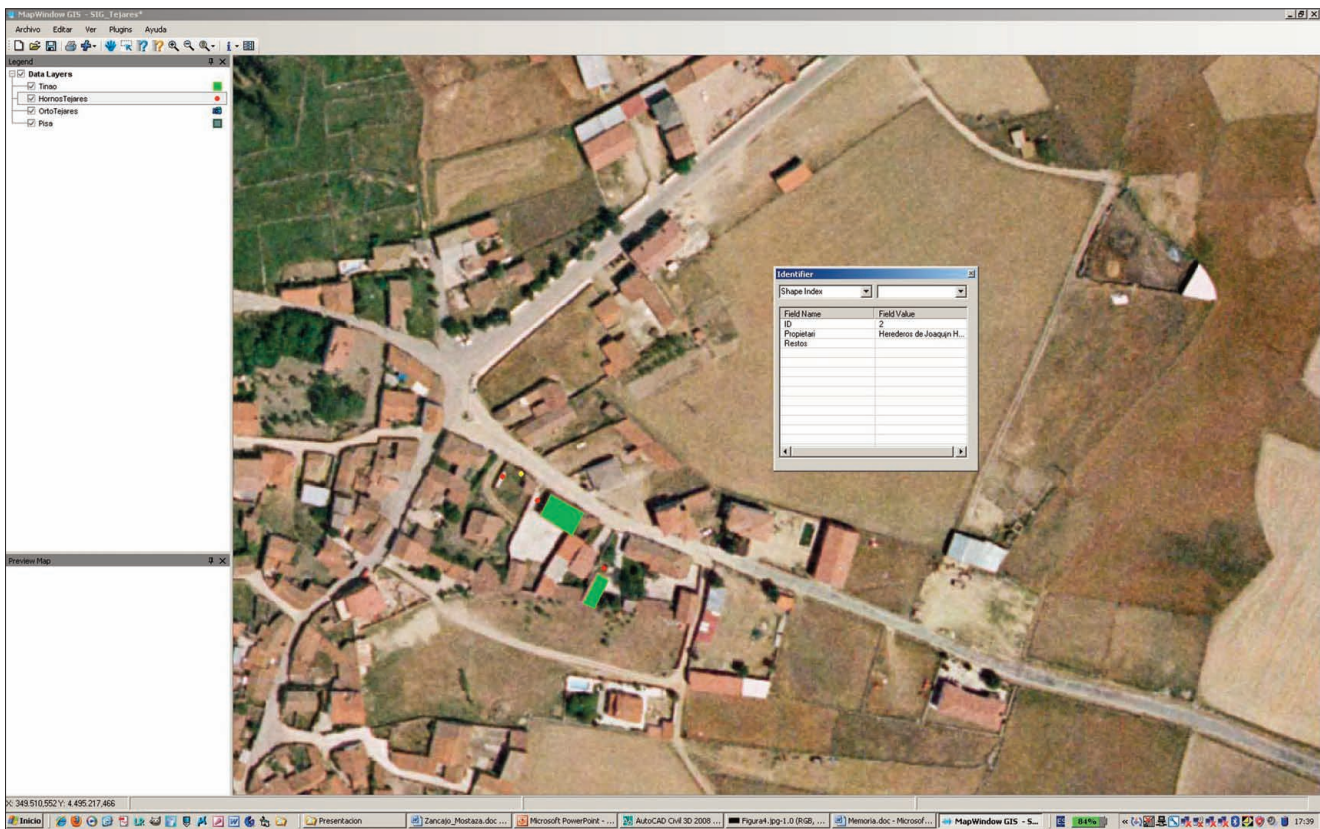 MapWindow GIS - SIG_Tejares*
Archivo Editar Ver Plugins Ayuda
Legend
Data Layers
Tinao
HornosTejares
OrtoTejares
Pisa
Identifier
Shape Index
Field Name Field Value
ID 2
Propietari Herederos de Joaquín H...
Restos
Preview Map
X: 349.510,552 Y: 4.495.217,466
Inicio Presentacion Zancajo_Mostaza.doc ... Microsoft PowerPoint - ... AutoCAD Civil 3D 2008 ... Figura4.jpg-1.0 (RGB, ... Memoria.doc - Microsof... MapWindow GIS - S... 84% 17:39